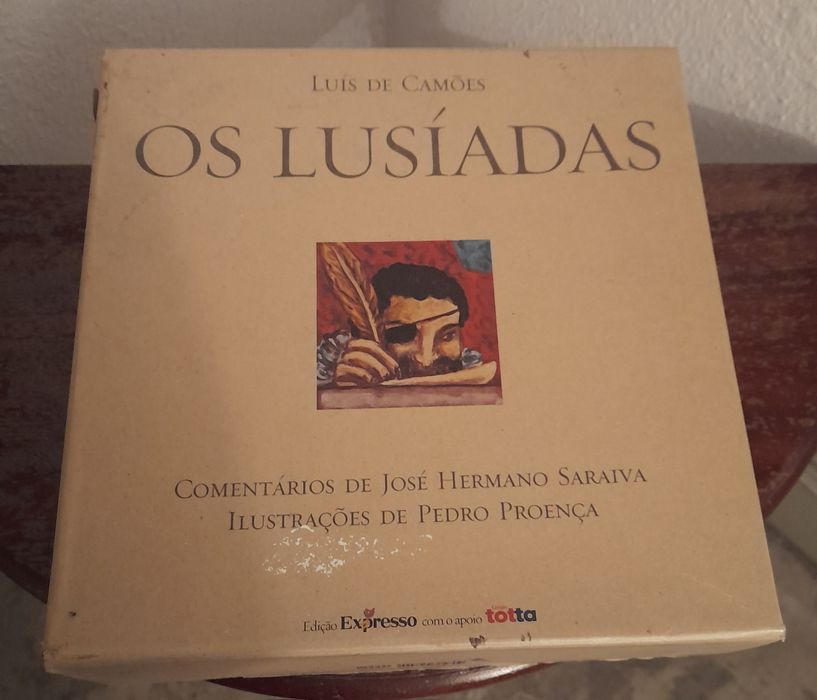 Luís de Camões
OS LUSÍADAS
Comentários de José Hermano Saraiva
Ilustrações de Pedro Proença
Edição Expresso com o apoio totta